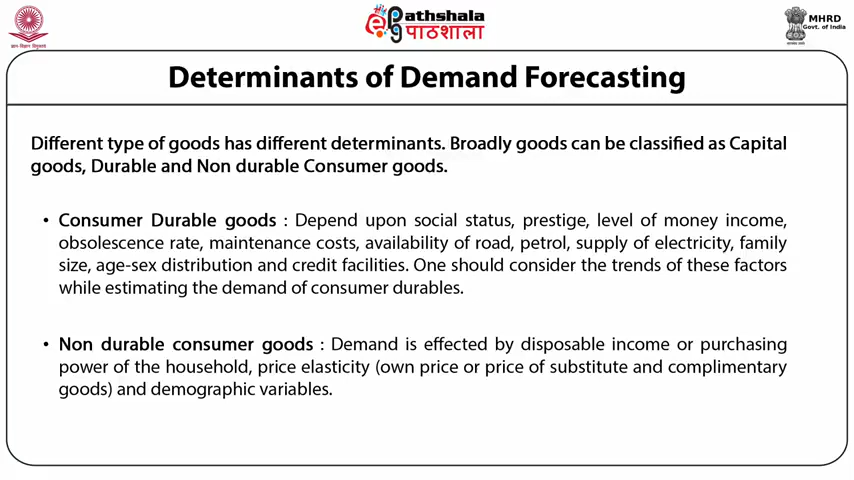 ePathshala
पाठशाला
MHRD
Govt. of India
Determinants of Demand Forecasting
Different type of goods has different determinants. Broadly goods can be classified as Capital
goods, Durable and Non durable Consumer goods.
• Consumer Durable goods : Depend upon social status, prestige, level of money income,
obsolescence rate, maintenance costs, availability of road, petrol, supply of electricity, family
size, age-sex distribution and credit facilities. One should consider the trends of these factors
while estimating the demand of consumer durables.
• Non durable consumer goods : Demand is effected by disposable income or purchasing
power of the household, price elasticity (own price or price of substitute and complimentary
goods) and demographic variables.